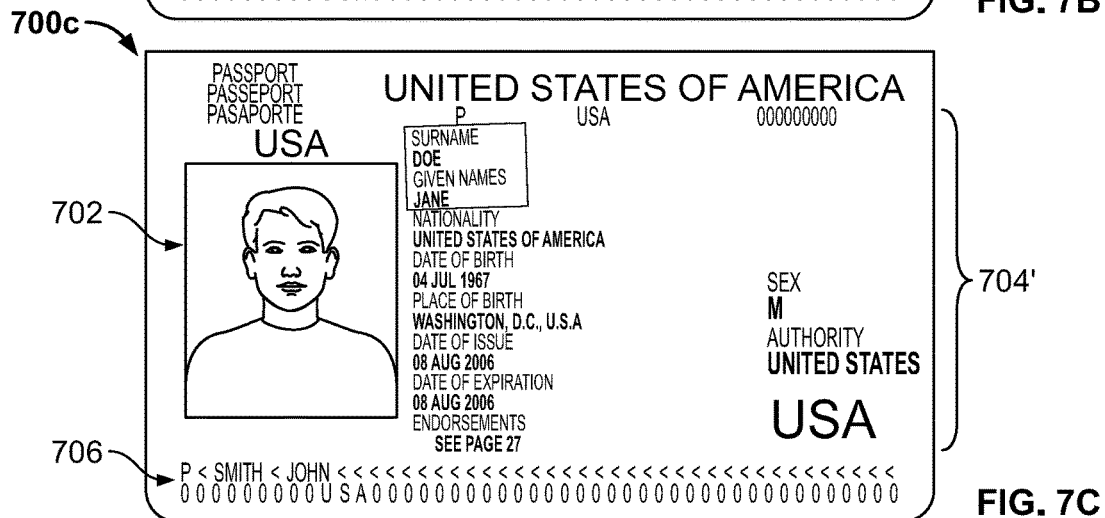 FIG. 7B
700c
PASSPORT
PASSEPORT
PASAPORTE
USA
UNITED STATES OF AMERICA
P USA 000000000
SURNAME
DOE
GIVEN NAMES
JANE
NATIONALITY
UNITED STATES OF AMERICA
DATE OF BIRTH
04 JUL 1967
PLACE OF BIRTH
WASHINGTON, D.C., U.S.A
DATE OF ISSUE
08 AUG 2006
DATE OF EXPIRATION
08 AUG 2006
ENDORSEMENTS
SEE PAGE 27
SEX
M
AUTHORITY
UNITED STATES
USA
702
704'
706
P < SMITH < JOHN < < < < < < < < < < < < < < < < < < < < < < < < < < < < < <
0 0 0 0 0 0 0 0 0 U S A 0 0 0 0 0 0 0 0 0 0 0 0 0 0 0 0 0 0 0 0 0 0 0 0 0 0 0 0 0
FIG. 7C